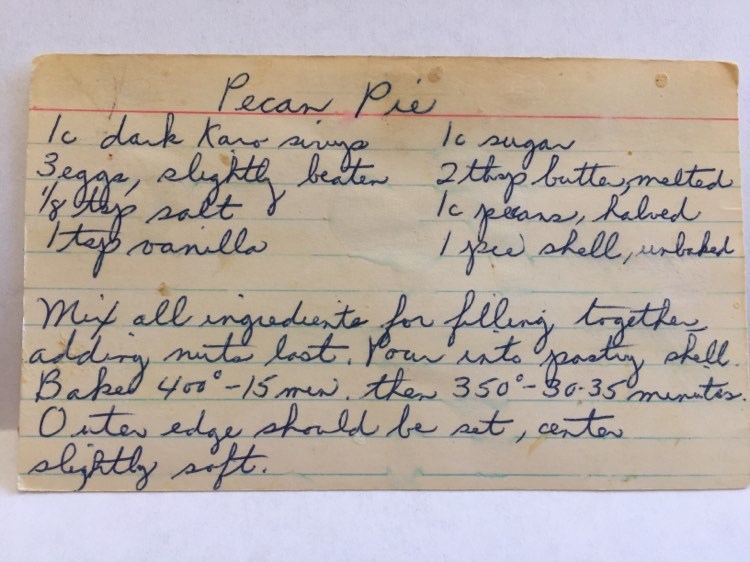 Pecan Pie
1c dark Karo sirup 1c sugar
3 eggs, slightly beaten 2 tbsp butter, melted
1/8 tsp salt 1c pecans, halved
1 tsp vanilla 1 pie shell, unbaked
Mix all ingredients for filling together,
adding nuts last. Pour into pastry shell.
Bake 400°-15 min. then 350°-30-35 minutes.
Outer edge should be set, center
slightly soft.